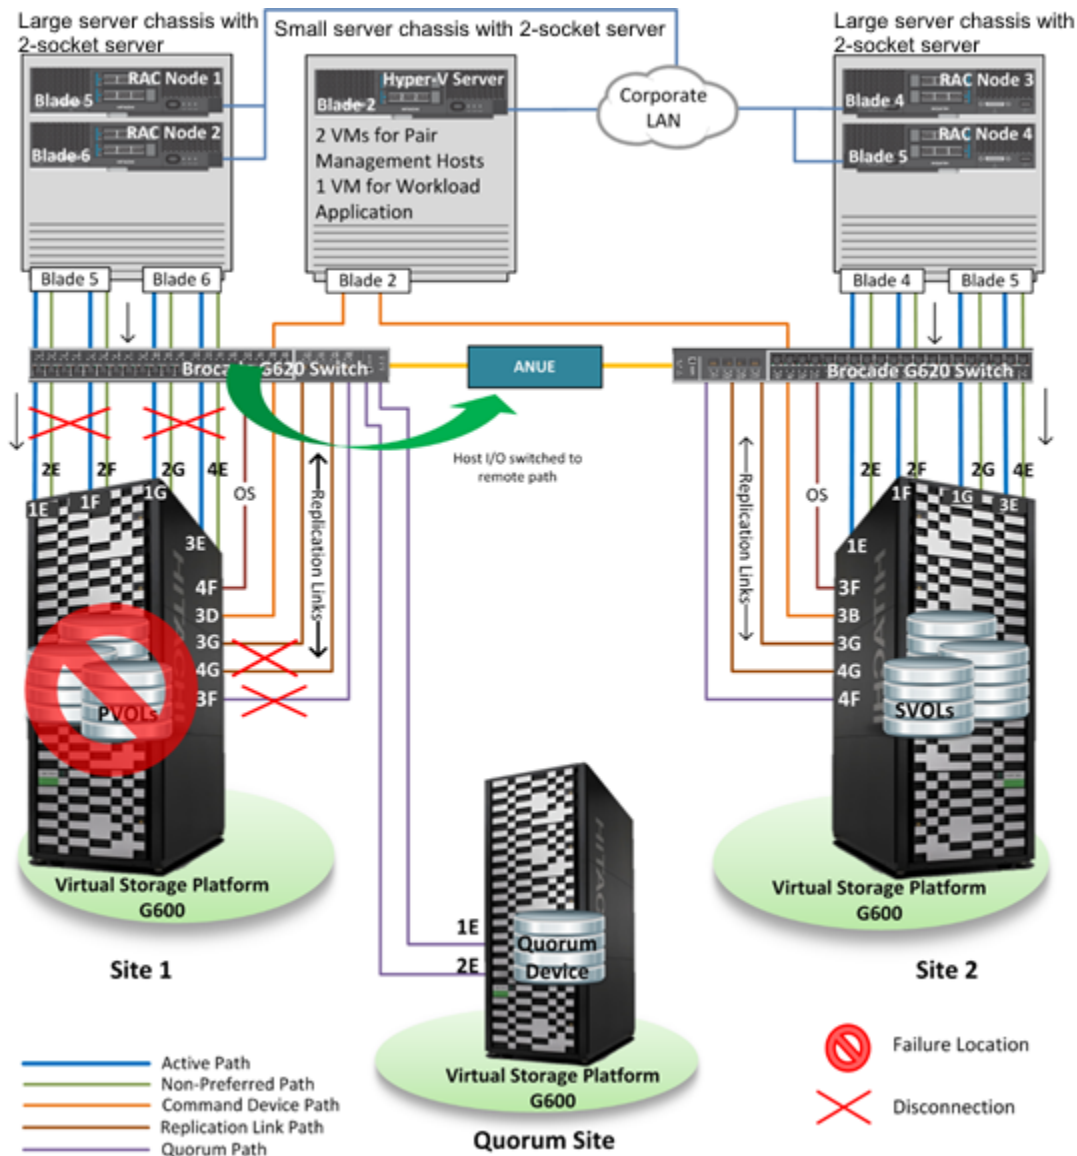 Large server chassis with
2-socket server
Small server chassis with 2-socket server
Large server chassis with
2-socket server
RAC Node 1
Blade 5
RAC Node 2
Blade 6
Hyper-V Server
Blade 2
2 VMs for Pair
Management Hosts
1 VM for Workload
Application
Corporate
LAN
RAC Node 3
Blade 4
RAC Node 4
Blade 5
Blade 5
Blade 6
Blade 2
Blade 4
Blade 5
Brocade G620 Switch
ANUE
Brocade G620 Switch
Host I/O switched to
remote path
2E
2F
2G
4E
1E
1F
1G
3E
OS
Replication Links
4F
3D
3G
4G
3F
PVOLs
HITACHI
2E
2F
2G
4E
1F
1G
3E
1E
OS
Replication Links
3F
3B
3G
4G
4F
SVOLs
HITACHI
Virtual Storage Platform
G600
Site 1
Virtual Storage Platform
G600
Site 2
1E
2E
Quorum
Device
HITACHI
Virtual Storage Platform
G600
Quorum Site
Active Path
Non-Preferred Path
Command Device Path
Replication Link Path
Quorum Path
Failure Location
Disconnection